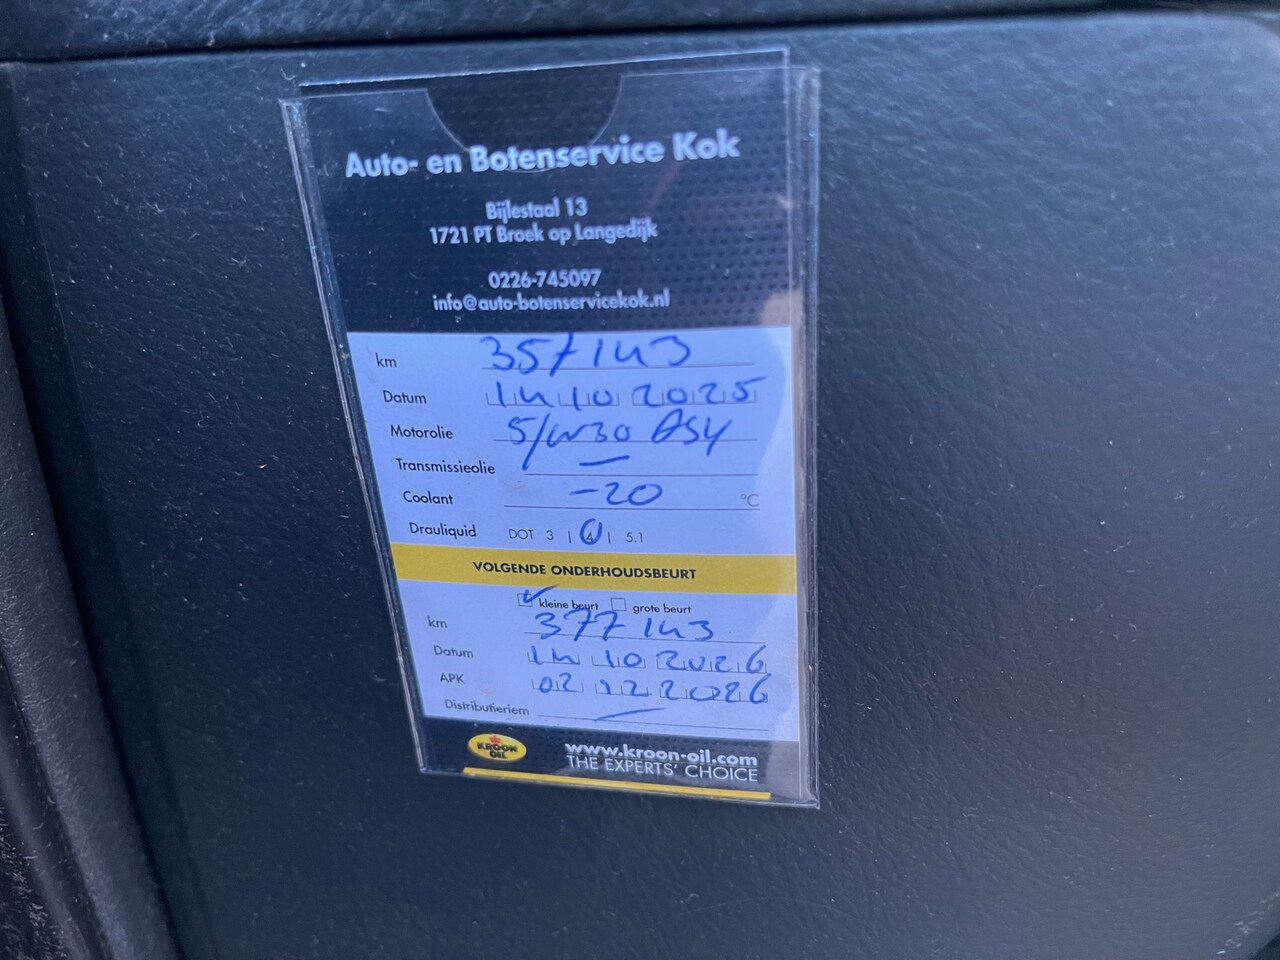 Auto- en Botenservice Kok
Bijlestaal 13
1721 PT Broek op Langedijk
0226-745097
info@auto-botenservicekok.nl
km 357143
Datum 14 10 2025
Motorolie 5/W30 ASY
Transmissieolie —
Coolant -20 °C
Drauliquid DOT 3 | 4 | 5.1
VOLGENDE ONDERHOUDSBEURT
kleine beurt grote beurt
km 377143
Datum 14 10 2026
APK 02 12 2026
Distributieriem —
KROON OIL
www.kroon-oil.com
THE EXPERTS' CHOICE